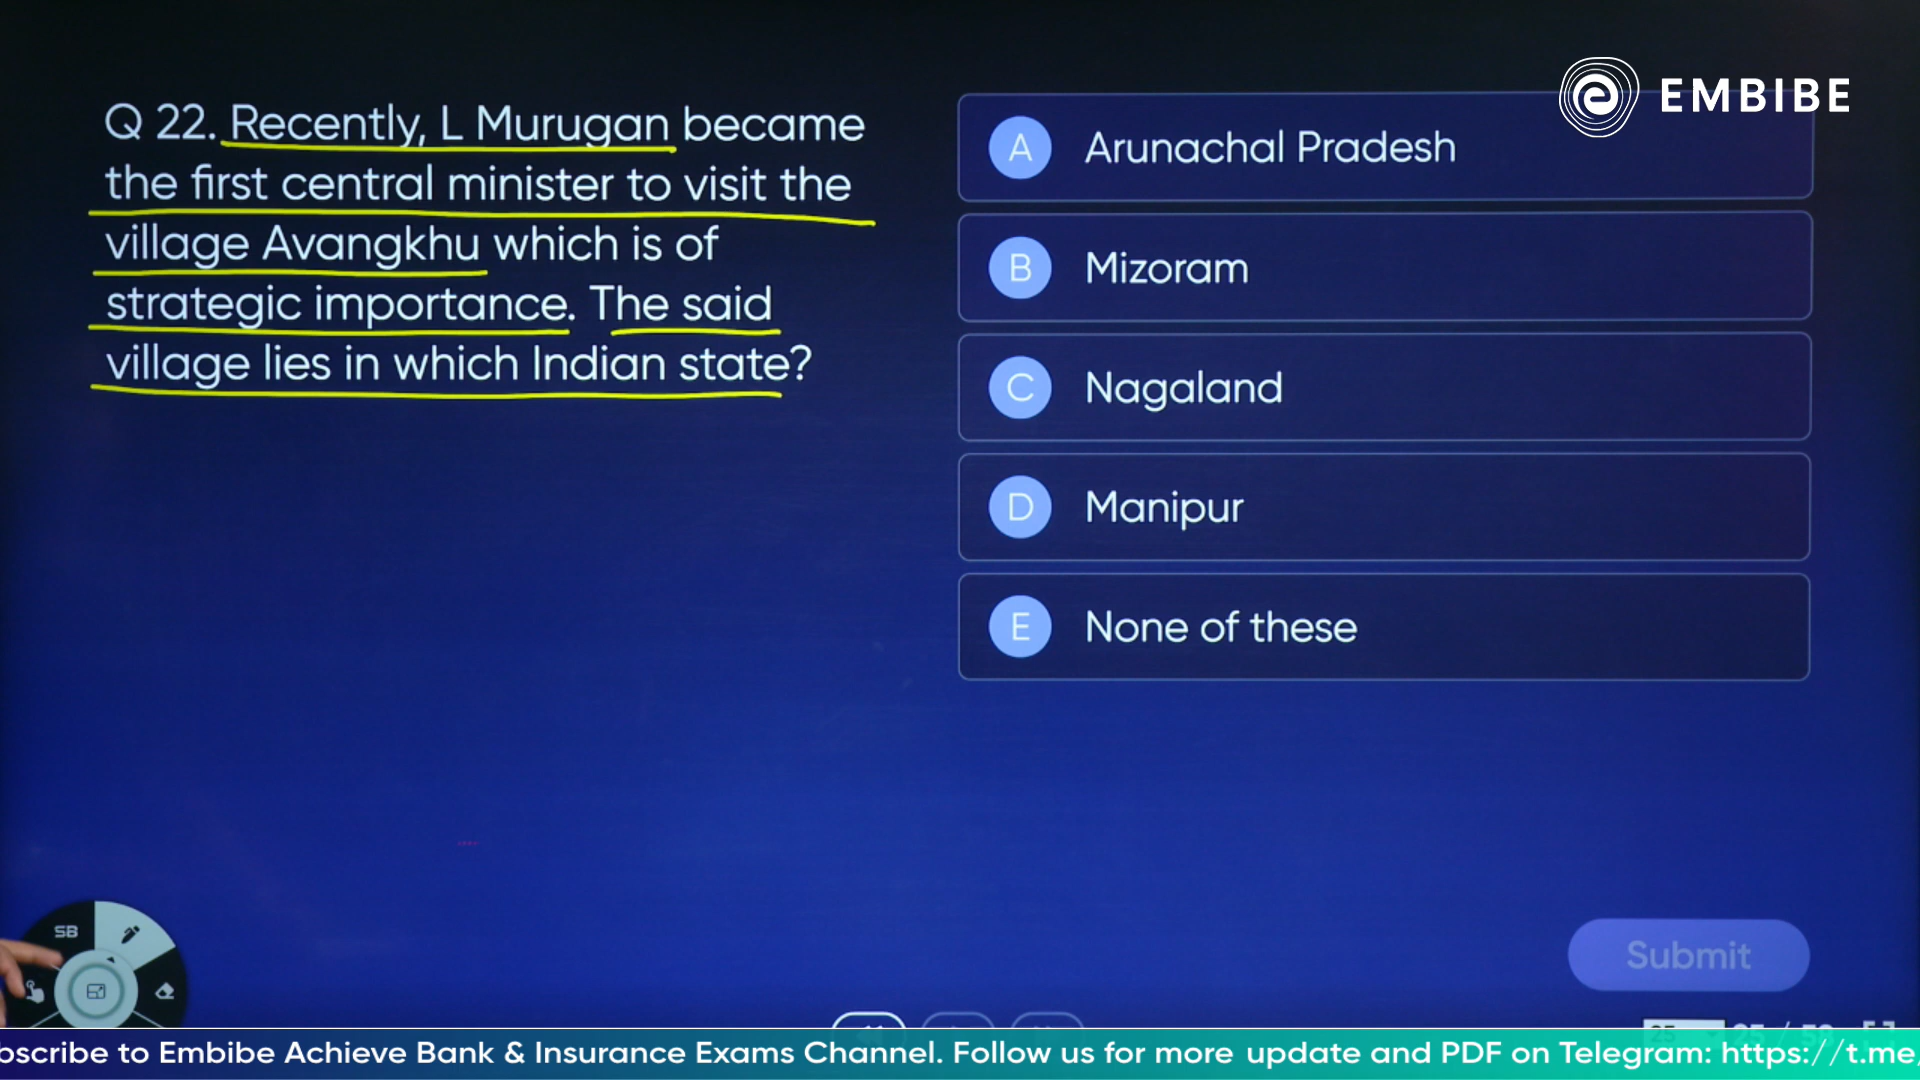 EMBIBE
Q 22. Recently, L Murugan became
the first central minister to visit the
village Avangkhu which is of
strategic importance. The said
village lies in which Indian state?
A Arunachal Pradesh
B Mizoram
C Nagaland
D Manipur
E None of these
SB
Submit
bscribe to Embibe Achieve Bank & Insurance Exams Channel. Follow us for more update and PDF on Telegram: https://t.me/